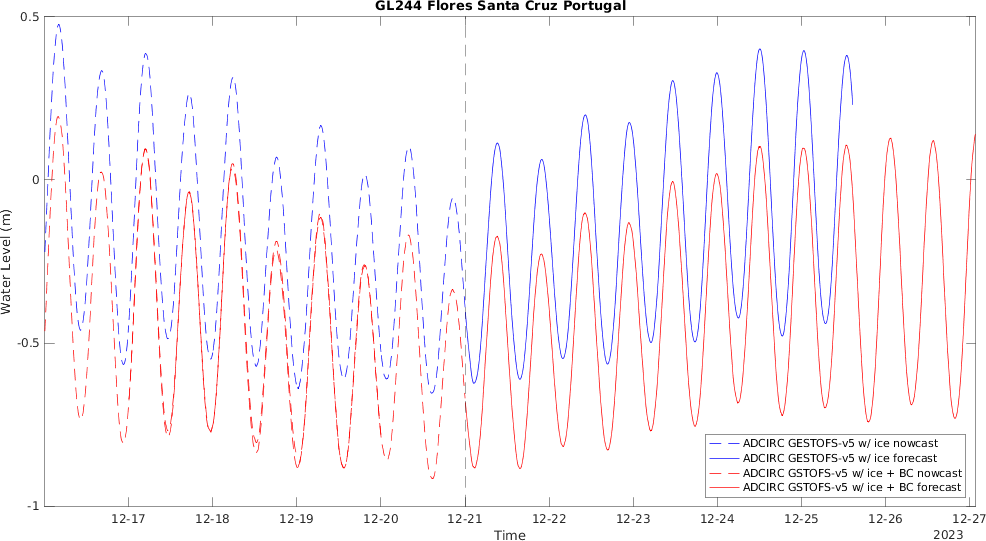 GL244 Flores Santa Cruz Portugal
0.5
0
-0.5
-1
Water Level (m)
ADCIRC GESTOFS-v5 w/ ice nowcast
ADCIRC GESTOFS-v5 w/ ice forecast
ADCIRC GSTOFS-v5 w/ ice + BC nowcast
ADCIRC GSTOFS-v5 w/ ice + BC forecast
12-17 12-18 12-19 12-20 12-21 12-22 12-23 12-24 12-25 12-26 12-27
Time
2023